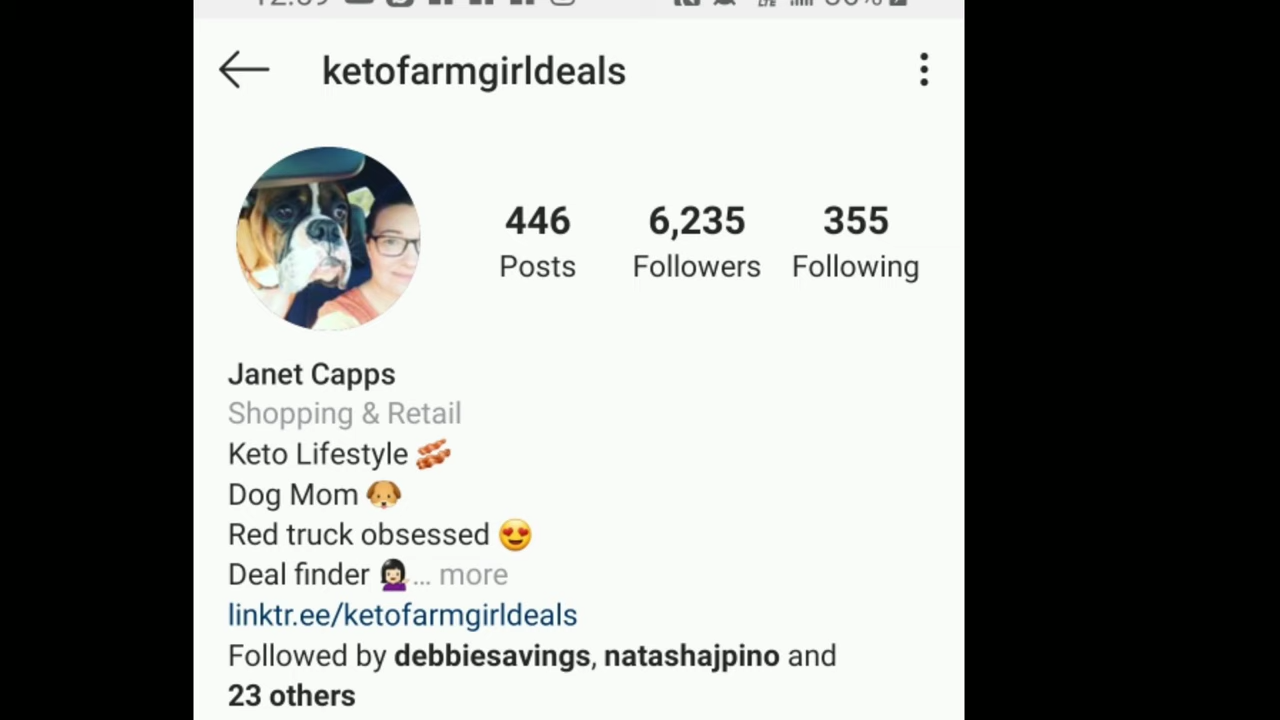 ketofarmgirldeals
446 6,235 355
Posts Followers Following
Janet Capps
Shopping & Retail
Keto Lifestyle 🥓
Dog Mom 🐶
Red truck obsessed 😍
Deal finder 💁🏻‍♀️... more
linktr.ee/ketofarmgirldeals
Followed by debbiesavings, natashajpino and
23 others